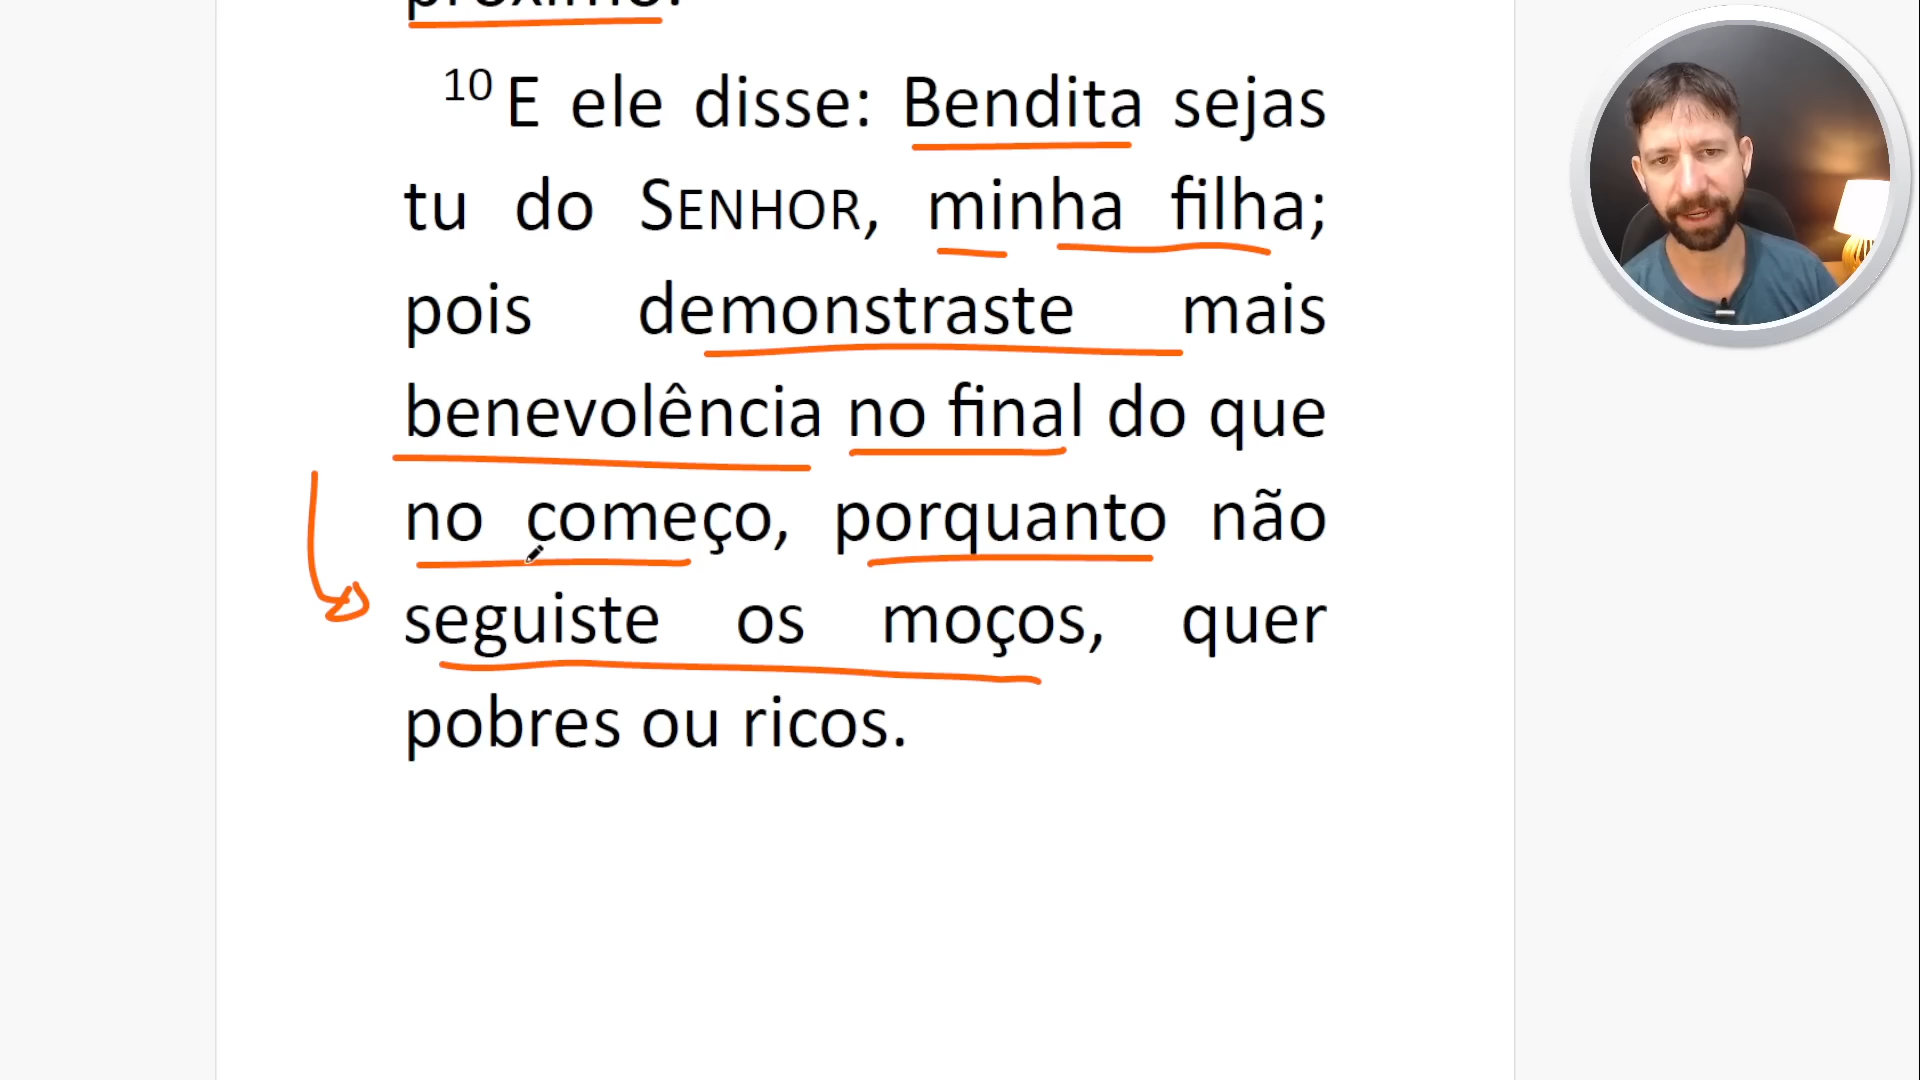 próximo.
10 E ele disse: Bendita sejas
tu do SENHOR, minha filha;
pois demonstraste mais
benevolência no final do que
no começo, porquanto não
seguiste os moços, quer
pobres ou ricos.